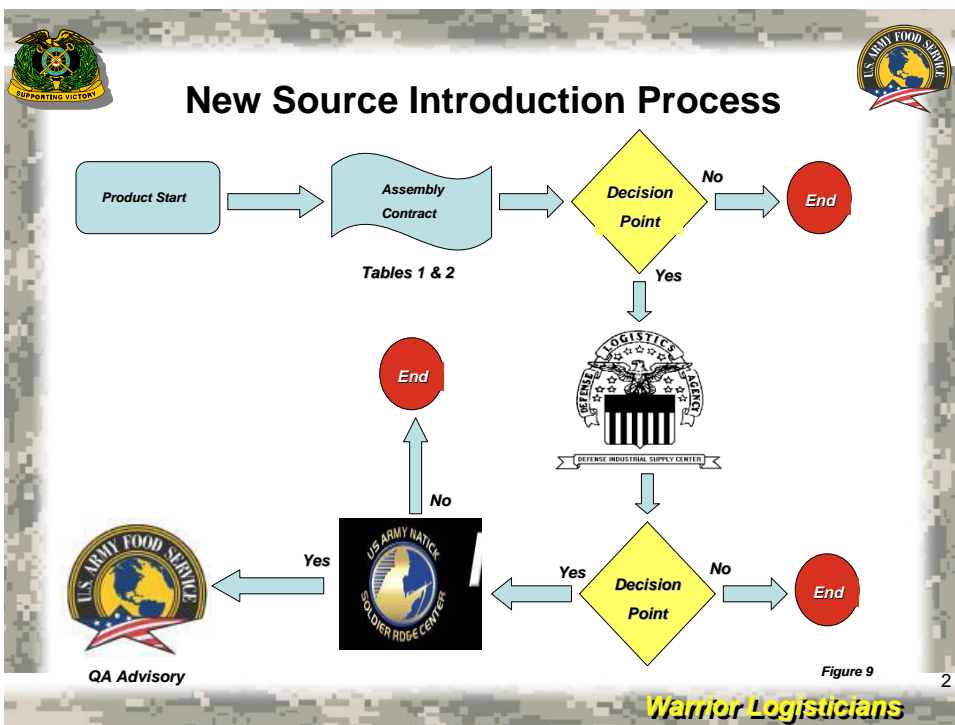 SUPPORTING VICTORY
U.S. ARMY FOOD SERVICE
New Source Introduction Process
Product Start
Assembly
Contract
Tables 1 & 2
Decision
Point
No
End
Yes
DEFENSE LOGISTICS AGENCY
DEFENSE INDUSTRIAL SUPPLY CENTER
End
No
Decision
Point
No
End
Yes
US ARMY NATICK
SOLDIER RD&E CENTER
Yes
U.S. ARMY FOOD SERVICE
QA Advisory
Figure 9
2
Warrior Logisticians